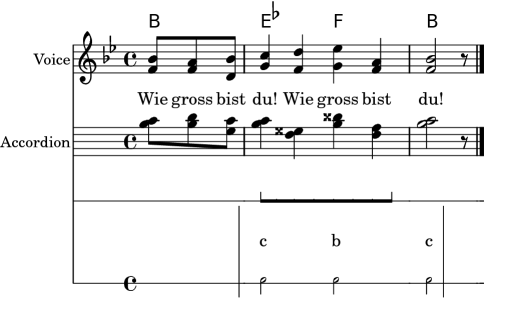 B E♭ F B
Voice
Wie gross bist du! Wie gross bist du!
Accordion
c b c